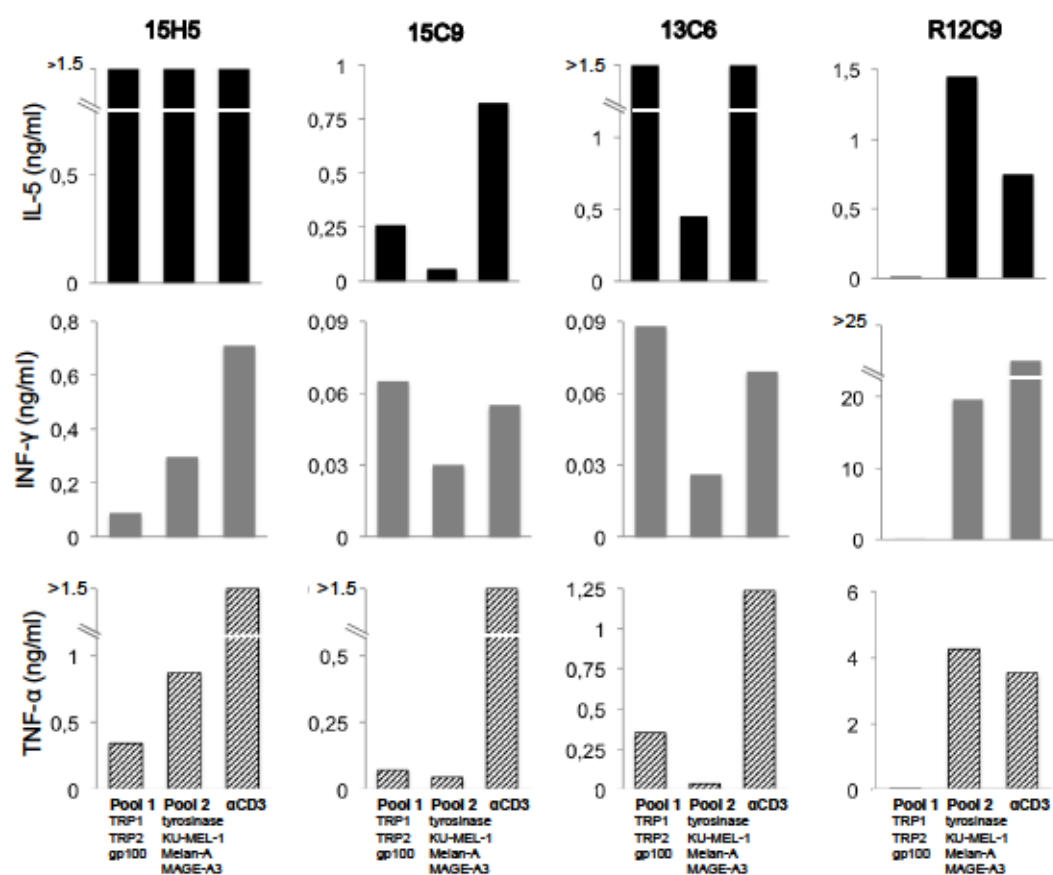 15H5 15C9 13C6 R12C9
IL-5 (ng/ml)
>1.5 0,5 0
1 0,75 0,5 0,25 0
>1.5 1 0,5 0
1,5 1 0,5 0
INF-γ (ng/ml)
0,8 0,6 0,4 0,2 0
0,09 0,06 0,03 0
0,09 0,06 0,03 0
>25 20 10 0
TNF-α (ng/ml)
>1.5 1 0,5 0
>1.5 0,5 0,25 0
1,25 1 0,75 0,5 0,25 0
6 4 2 0
Pool 1 Pool 2 αCD3 Pool 1 Pool 2 αCD3 Pool 1 Pool 2 αCD3 Pool 1 Pool 2 αCD3
TRP1 tyrosinase TRP1 tyrosinase TRP1 tyrosinase TRP1 tyrosinase
TRP2 KU-MEL-1 TRP2 KU-MEL-1 TRP2 KU-MEL-1 TRP2 KU-MEL-1
gp100 Melan-A gp100 Melan-A gp100 Melan-A gp100 Melan-A
MAGE-A3 MAGE-A3 MAGE-A3 MAGE-A3